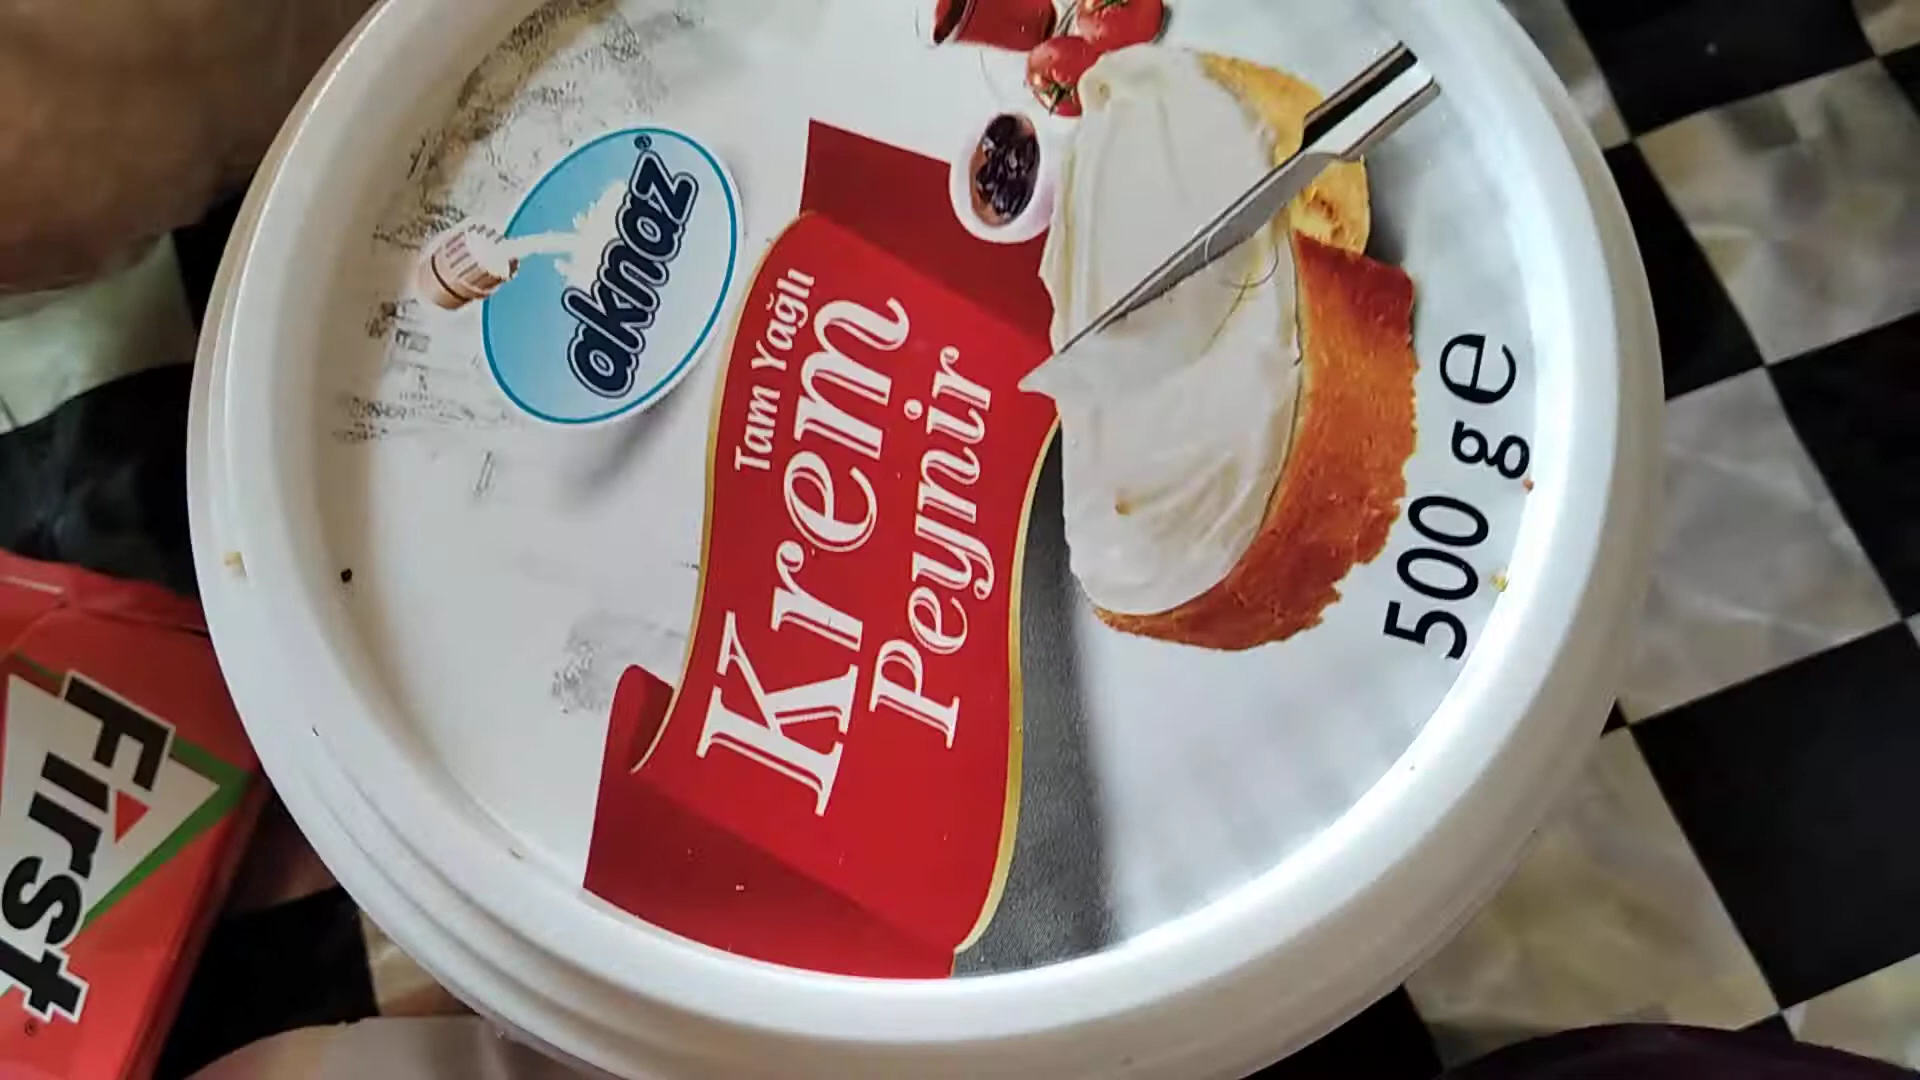 aknaz®
Tam Yağlı
Krem
Peynir
500 g e
First®